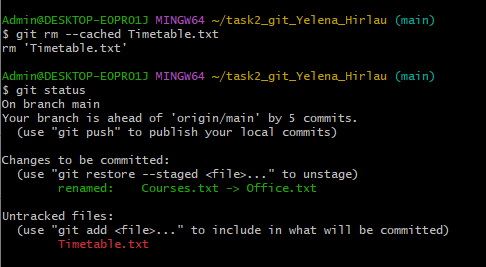 Admin@DESKTOP-EOPRO1J MINGW64 ~/task2_git_Yelena_Hirlau (main)
$ git rm --cached Timetable.txt
rm 'Timetable.txt'
Admin@DESKTOP-EOPRO1J MINGW64 ~/task2_git_Yelena_Hirlau (main)
$ git status
On branch main
Your branch is ahead of 'origin/main' by 5 commits.
  (use "git push" to publish your local commits)
Changes to be committed:
  (use "git restore --staged <file>..." to unstage)
        renamed:    Courses.txt -> Office.txt
Untracked files:
  (use "git add <file>..." to include in what will be committed)
        Timetable.txt